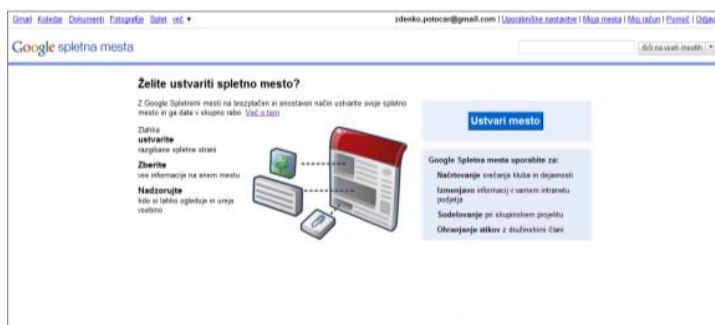 Gmail Koledar Dokumenti Fotografije Splet več ▼
zdenko.potocar@gmail.com | Uporabniške nastavitve | Moja mesta | Moj račun | Pomoč | Odjava
Google spletna mesta
Išči na vseh mestih
Želite ustvariti spletno mesto?
Z Google Spletnimi mesti na brezplačen in enostaven način ustvarite svoje spletno
mesto in ga date v skupno rabo. Več o tem
Zlahka
ustvarite
razgibane spletne strani
Zberite
vse informacije na enem mestu
Nadzorujte
kdo si lahko ogleduje in ureja
vsebino
Ustvari mesto
Google Spletna mesta uporabite za:
Načrtovanje srečanja kluba in dejavnosti
Izmenjavo informacij v varnem intranetu
podjetja
Sodelovanje pri skupinskem projektu
Ohranjanje stikov z družinskimi člani